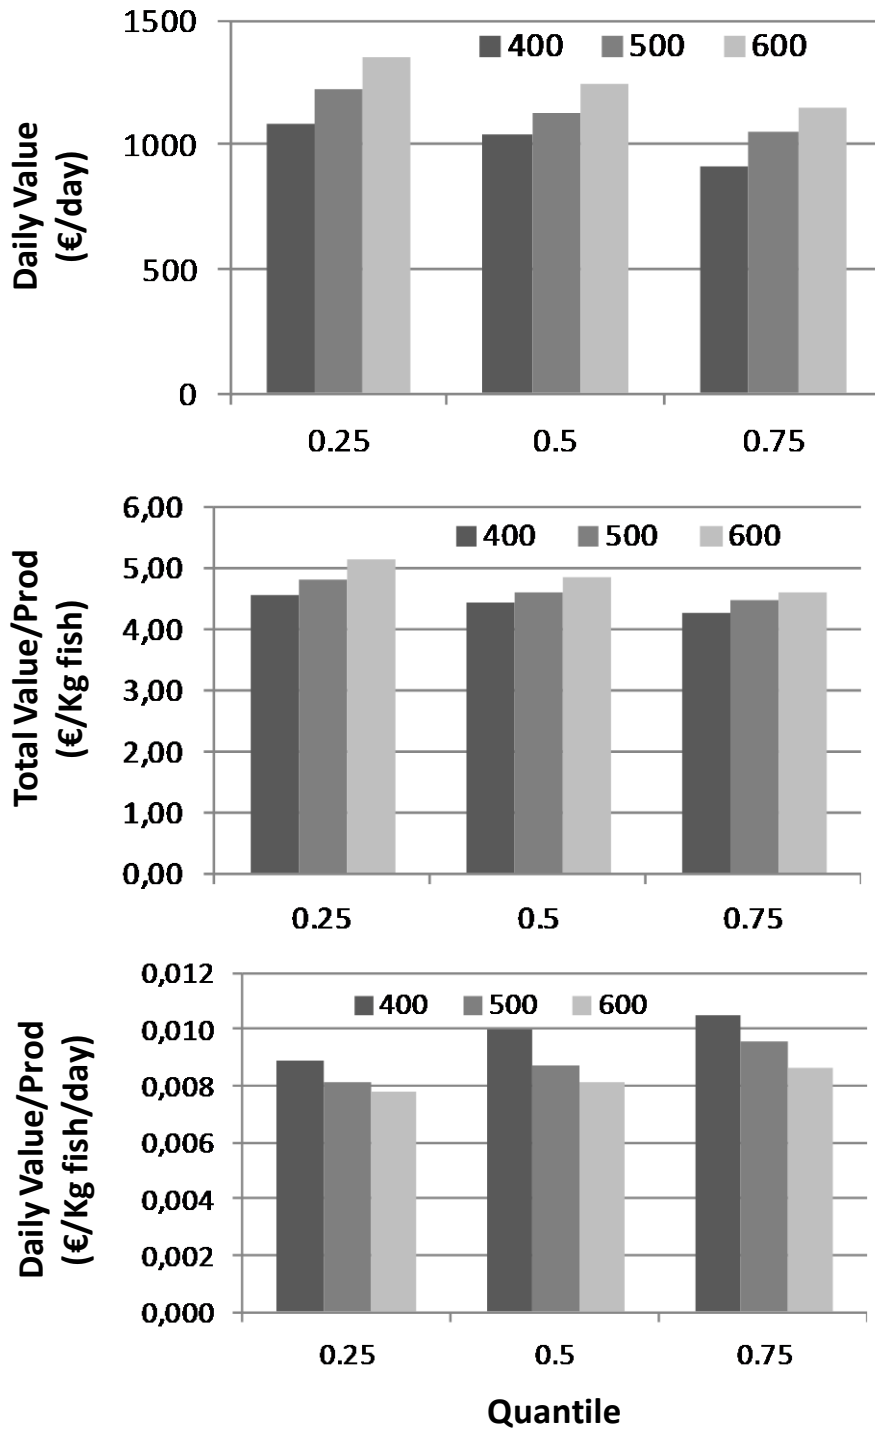 1500
1000
500
0
Daily Value
(€/day)
400 500 600
0.25 0.5 0.75
6,00
5,00
4,00
3,00
2,00
1,00
0,00
Total Value/Prod
(€/Kg fish)
400 500 600
0.25 0.5 0.75
0,012
0,010
0,008
0,006
0,004
0,002
0,000
Daily Value/Prod
(€/Kg fish/day)
400 500 600
0.25 0.5 0.75
Quantile